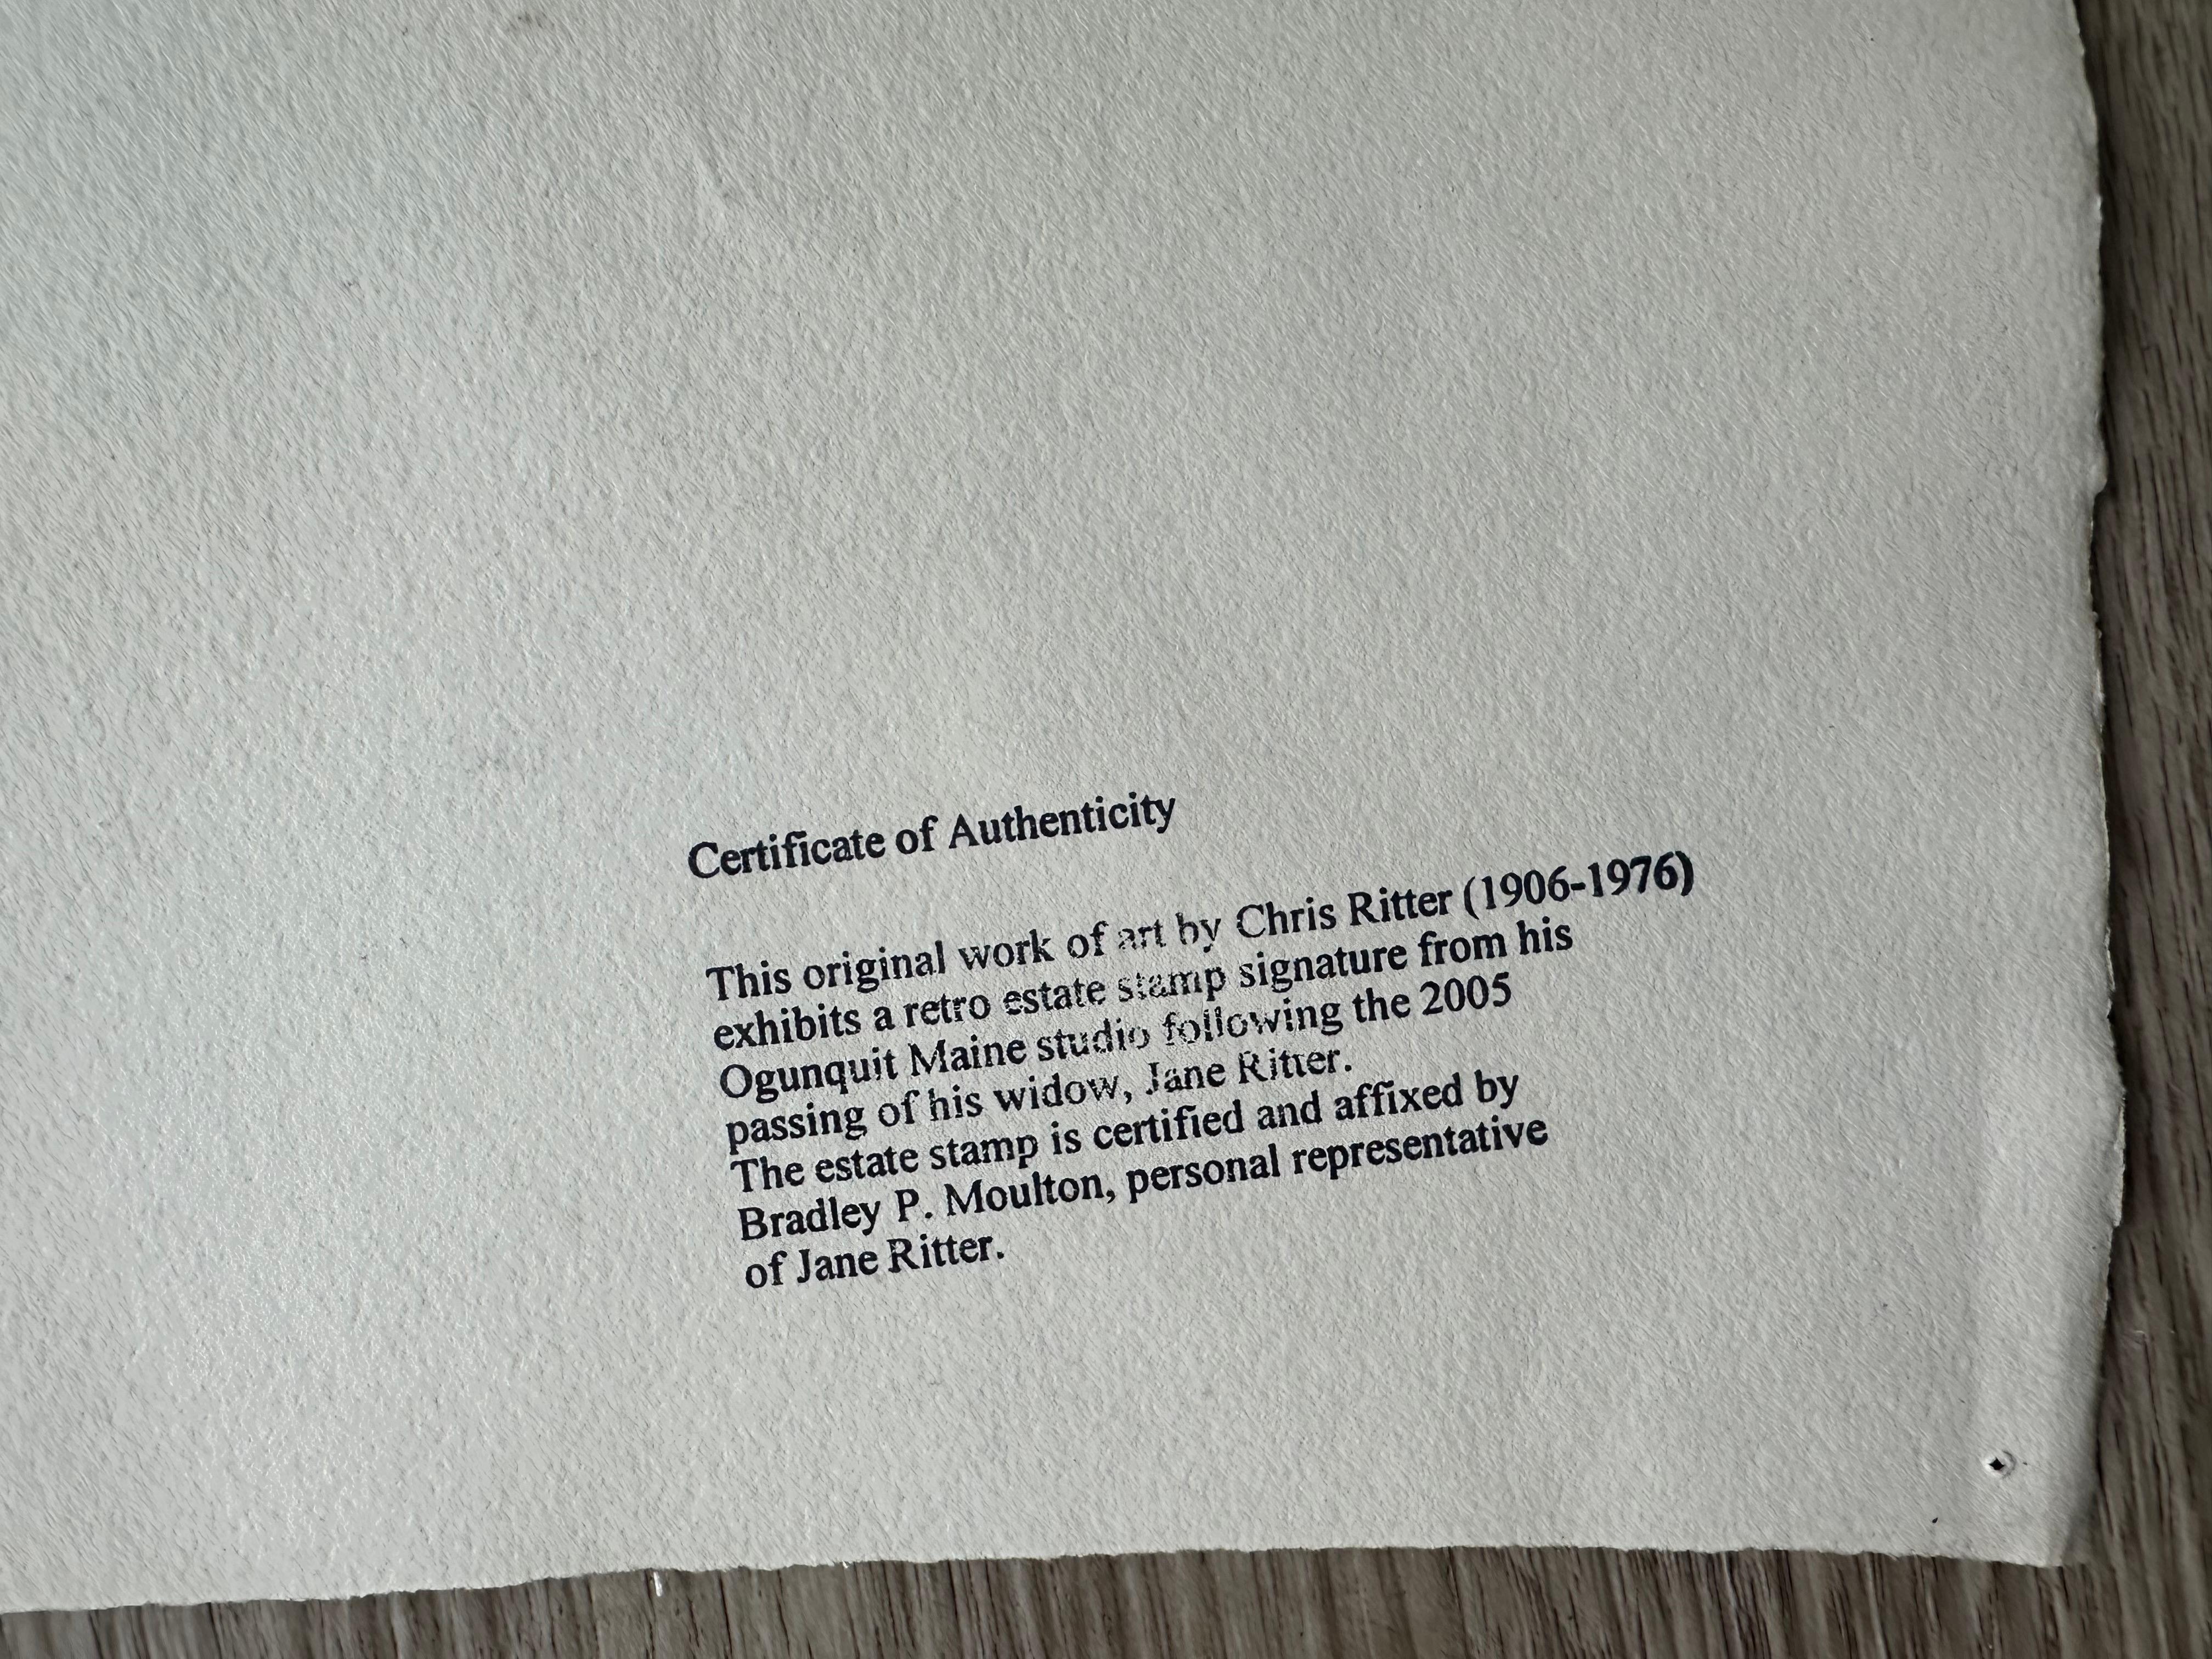 Certificate of Authenticity
This original work of art by Chris Ritter (1906-1976)
exhibits a retro estate stamp signature from his
Ogunquit Maine studio following the 2005
passing of his widow, Jane Ritter.
The estate stamp is certified and affixed by
Bradley P. Moulton, personal representative
of Jane Ritter.